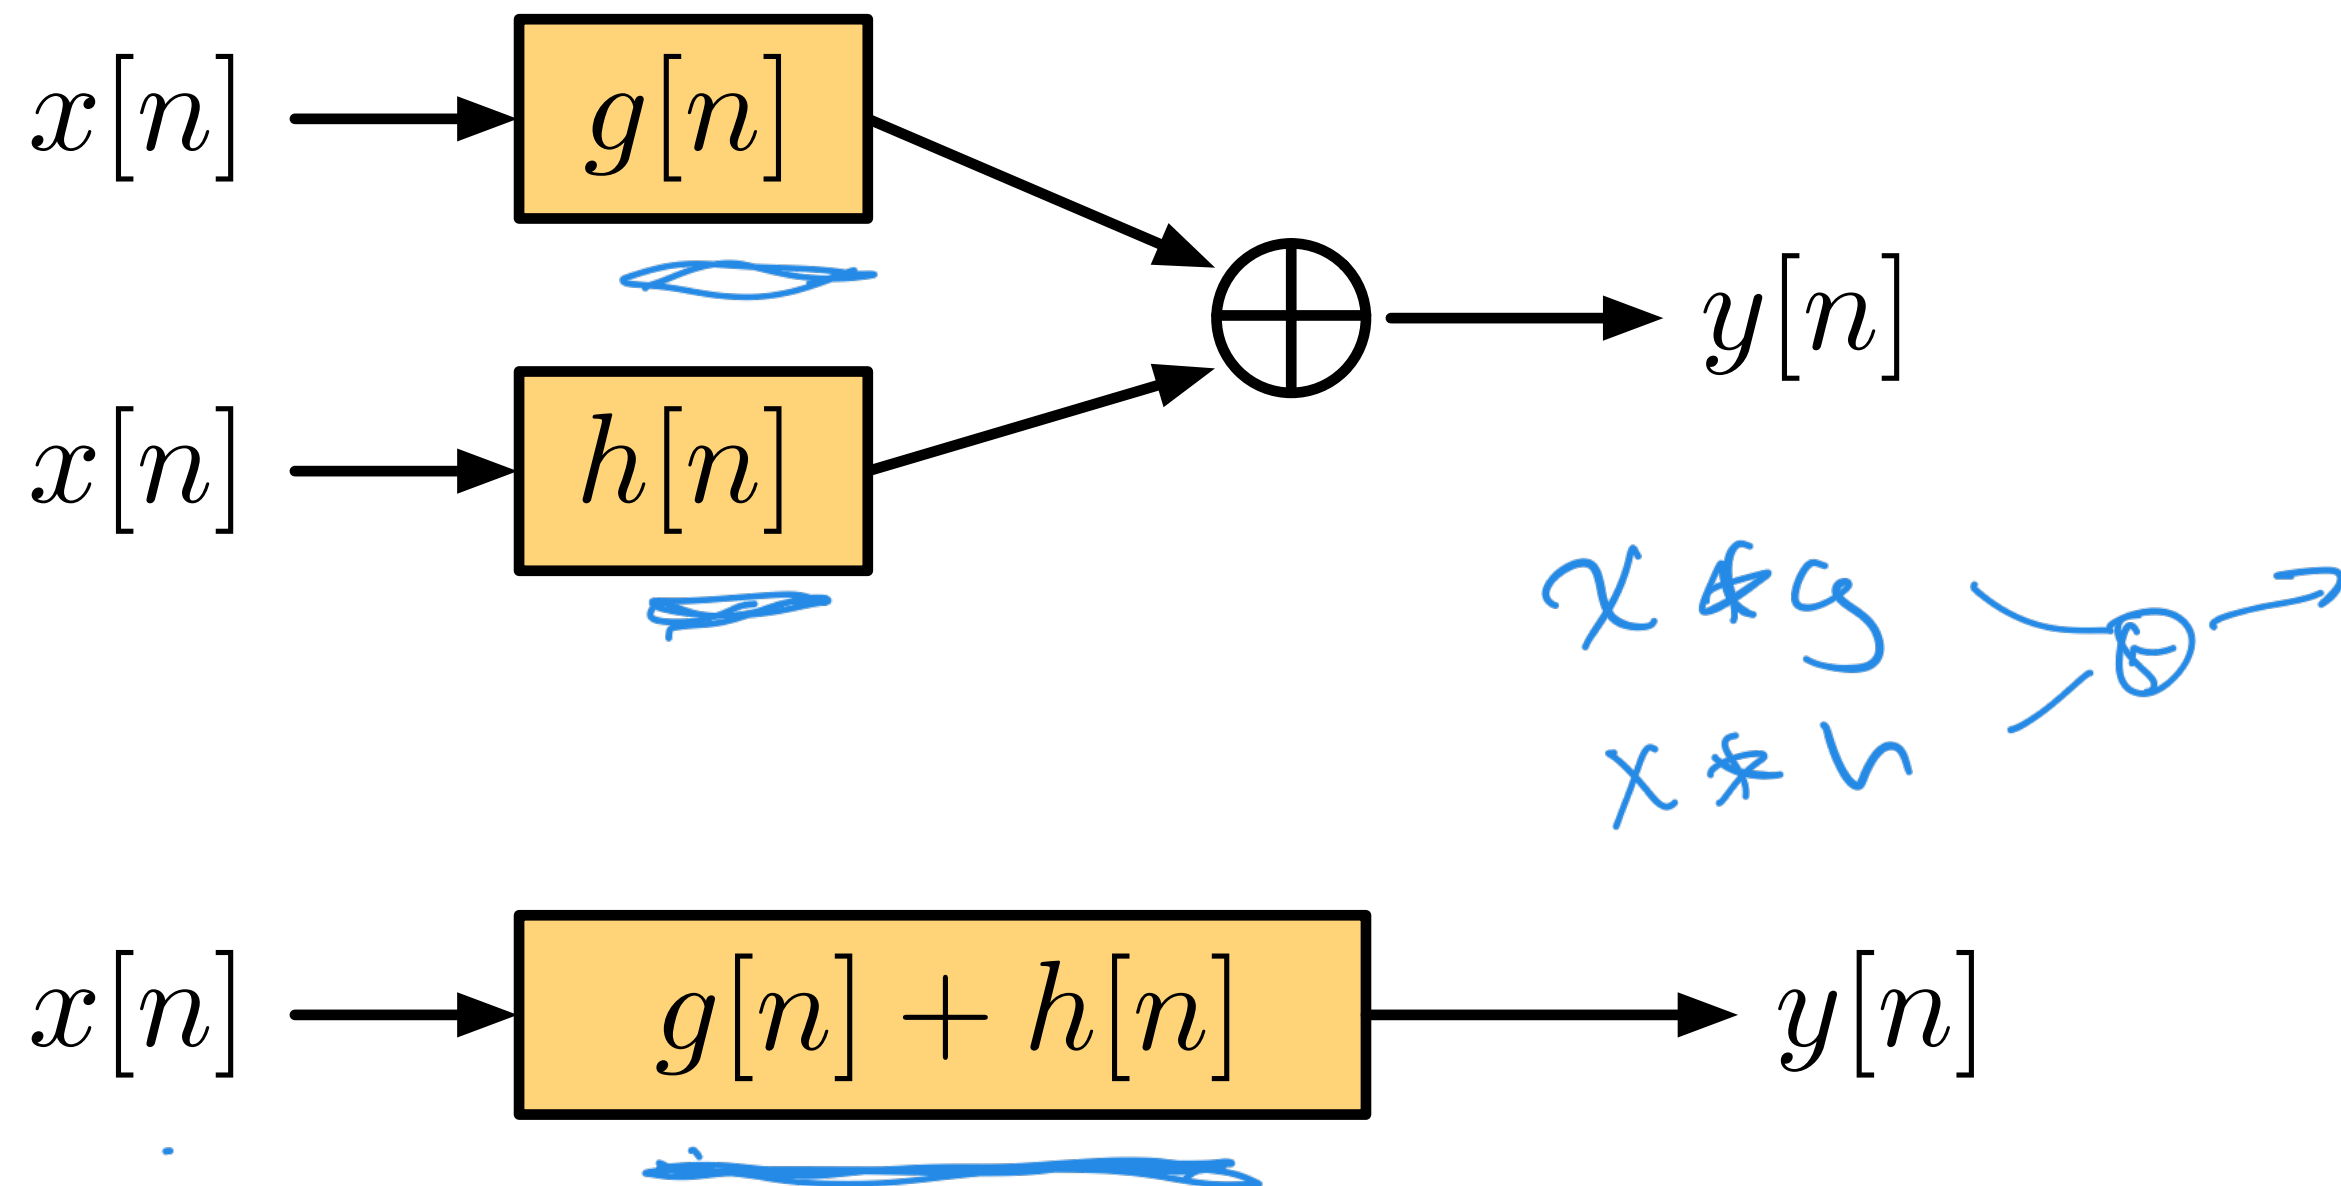 x[n] g[n]
y[n]
x[n] h[n]
x * g
x * h
x[n] g[n] + h[n] y[n]